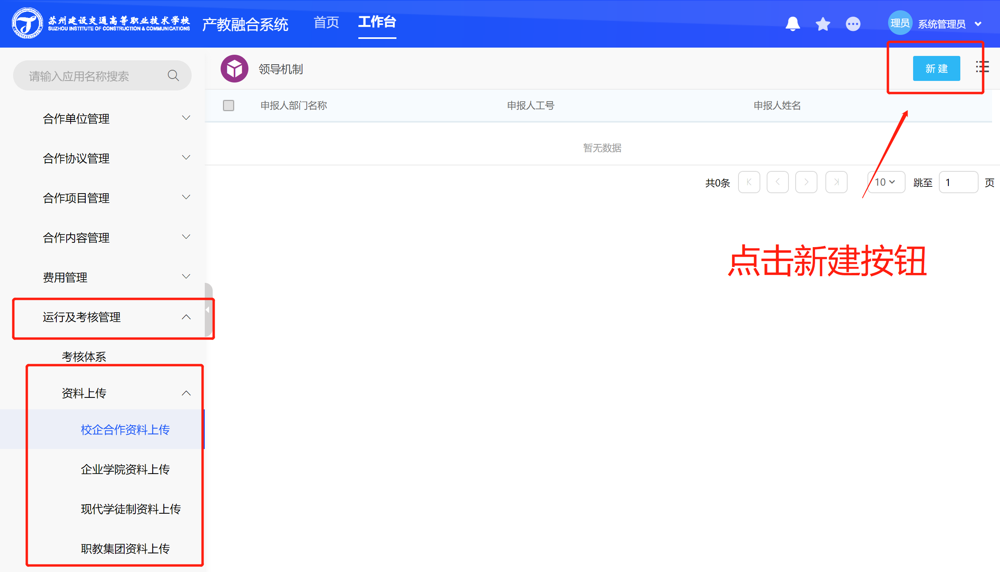 苏州建设交通高等职业技术学校
SUZHOU INSTITUTE OF CONSTRUCTION & COMMUNICATIONS
产教融合系统
首页
工作台
理员
系统管理员
请输入应用名称搜索
合作单位管理
合作协议管理
合作项目管理
合作内容管理
费用管理
运行及考核管理
考核体系
资料上传
校企合作资料上传
企业学院资料上传
现代学徒制资料上传
职教集团资料上传
领导机制
新建
申报人部门名称
申报人工号
申报人姓名
暂无数据
共0条
10
跳至
1
页
点击新建按钮